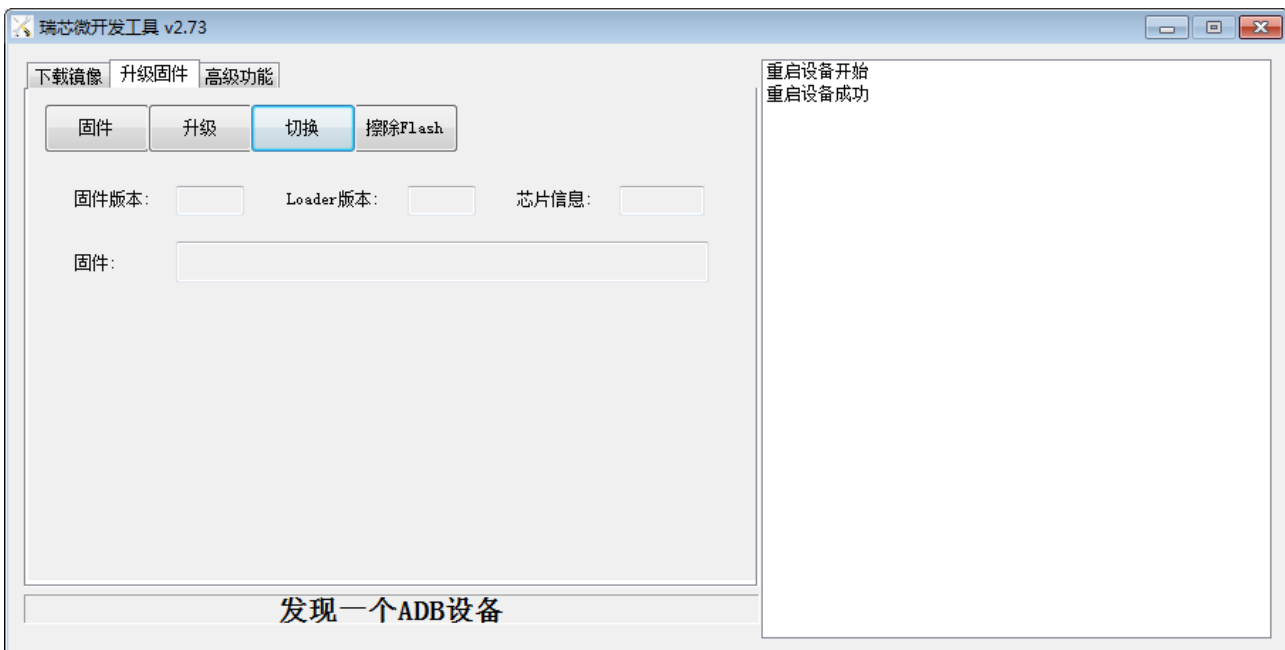 瑞芯微开发工具 v2.73
下载镜像 升级固件 高级功能
固件 升级 切换 擦除Flash
固件版本: Loader版本: 芯片信息:
固件:
发现一个ADB设备
重启设备开始
重启设备成功